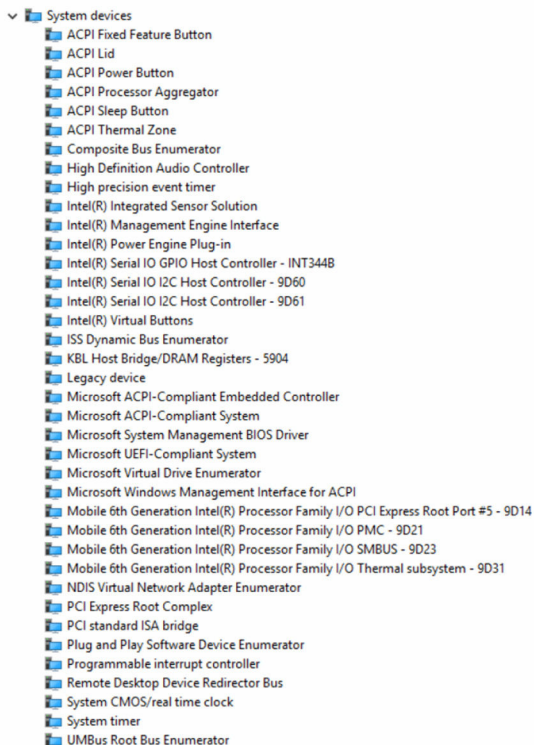 System devices
ACPI Fixed Feature Button
ACPI Lid
ACPI Power Button
ACPI Processor Aggregator
ACPI Sleep Button
ACPI Thermal Zone
Composite Bus Enumerator
High Definition Audio Controller
High precision event timer
Intel(R) Integrated Sensor Solution
Intel(R) Management Engine Interface
Intel(R) Power Engine Plug-in
Intel(R) Serial IO GPIO Host Controller - INT344B
Intel(R) Serial IO I2C Host Controller - 9D60
Intel(R) Serial IO I2C Host Controller - 9D61
Intel(R) Virtual Buttons
ISS Dynamic Bus Enumerator
KBL Host Bridge/DRAM Registers - 5904
Legacy device
Microsoft ACPI-Compliant Embedded Controller
Microsoft ACPI-Compliant System
Microsoft System Management BIOS Driver
Microsoft UEFI-Compliant System
Microsoft Virtual Drive Enumerator
Microsoft Windows Management Interface for ACPI
Mobile 6th Generation Intel(R) Processor Family I/O PCI Express Root Port #5 - 9D14
Mobile 6th Generation Intel(R) Processor Family I/O PMC - 9D21
Mobile 6th Generation Intel(R) Processor Family I/O SMBUS - 9D23
Mobile 6th Generation Intel(R) Processor Family I/O Thermal subsystem - 9D31
NDIS Virtual Network Adapter Enumerator
PCI Express Root Complex
PCI standard ISA bridge
Plug and Play Software Device Enumerator
Programmable interrupt controller
Remote Desktop Device Redirector Bus
System CMOS/real time clock
System timer
UMBus Root Bus Enumerator